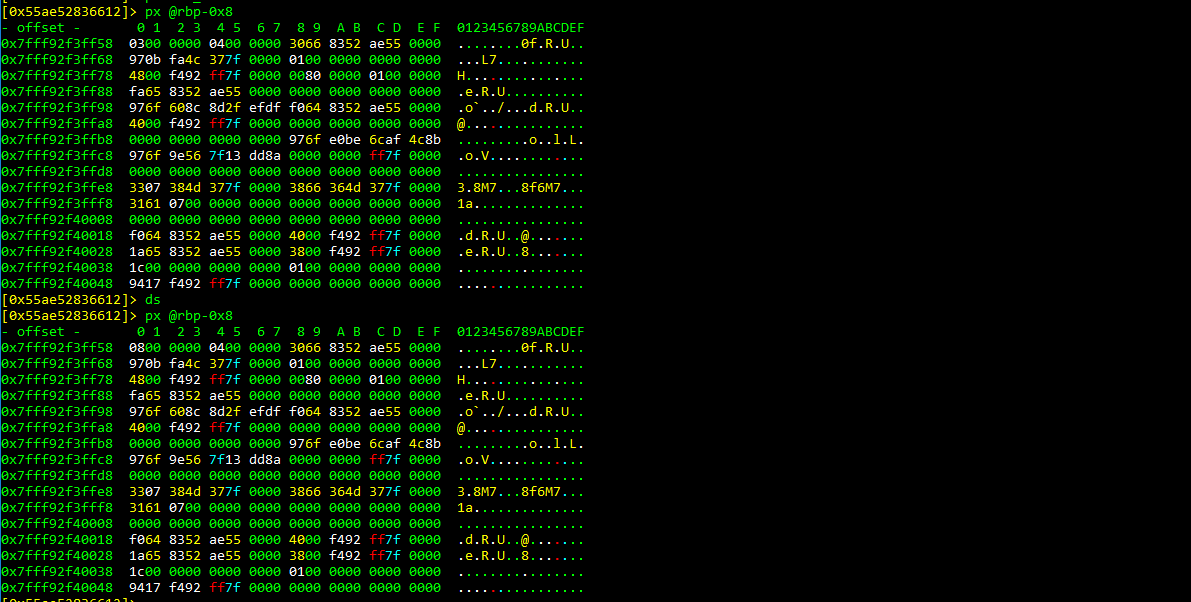 [0x55ae52836612]> px @rbp-0x8
- offset -       0 1  2 3  4 5  6 7  8 9  A B  C D  E F  0123456789ABCDEF
0x7fff92f3ff58  0300 0000 0400 0000 3066 8352 ae55 0000  ........0f.R.U..
0x7fff92f3ff68  970b fa4c 377f 0000 0100 0000 0000 0000  ...L7...........
0x7fff92f3ff78  4800 f492 ff7f 0000 0080 0000 0100 0000  H...............
0x7fff92f3ff88  fa65 8352 ae55 0000 0000 0000 0000 0000  .e.R.U..........
0x7fff92f3ff98  976f 608c 8d2f efdf f064 8352 ae55 0000  .o`../...d.R.U..
0x7fff92f3ffa8  4000 f492 ff7f 0000 0000 0000 0000 0000  @...............
0x7fff92f3ffb8  0000 0000 0000 0000 976f e0be 6caf 4c8b  .........o..l.L.
0x7fff92f3ffc8  976f 9e56 7f13 dd8a 0000 0000 ff7f 0000  .o.V............
0x7fff92f3ffd8  0000 0000 0000 0000 0000 0000 0000 0000  ................
0x7fff92f3ffe8  3307 384d 377f 0000 3866 364d 377f 0000  3.8M7...8f6M7...
0x7fff92f3fff8  3161 0700 0000 0000 0000 0000 0000 0000  1a..............
0x7fff92f40008  0000 0000 0000 0000 0000 0000 0000 0000  ................
0x7fff92f40018  f064 8352 ae55 0000 4000 f492 ff7f 0000  .d.R.U..@.......
0x7fff92f40028  1a65 8352 ae55 0000 3800 f492 ff7f 0000  .e.R.U..8.......
0x7fff92f40038  1c00 0000 0000 0000 0100 0000 0000 0000  ................
0x7fff92f40048  9417 f492 ff7f 0000 0000 0000 0000 0000  ................
[0x55ae52836612]> ds
[0x55ae52836612]> px @rbp-0x8
- offset -       0 1  2 3  4 5  6 7  8 9  A B  C D  E F  0123456789ABCDEF
0x7fff92f3ff58  0800 0000 0400 0000 3066 8352 ae55 0000  ........0f.R.U..
0x7fff92f3ff68  970b fa4c 377f 0000 0100 0000 0000 0000  ...L7...........
0x7fff92f3ff78  4800 f492 ff7f 0000 0080 0000 0100 0000  H...............
0x7fff92f3ff88  fa65 8352 ae55 0000 0000 0000 0000 0000  .e.R.U..........
0x7fff92f3ff98  976f 608c 8d2f efdf f064 8352 ae55 0000  .o`../...d.R.U..
0x7fff92f3ffa8  4000 f492 ff7f 0000 0000 0000 0000 0000  @...............
0x7fff92f3ffb8  0000 0000 0000 0000 976f e0be 6caf 4c8b  .........o..l.L.
0x7fff92f3ffc8  976f 9e56 7f13 dd8a 0000 0000 ff7f 0000  .o.V............
0x7fff92f3ffd8  0000 0000 0000 0000 0000 0000 0000 0000  ................
0x7fff92f3ffe8  3307 384d 377f 0000 3866 364d 377f 0000  3.8M7...8f6M7...
0x7fff92f3fff8  3161 0700 0000 0000 0000 0000 0000 0000  1a..............
0x7fff92f40008  0000 0000 0000 0000 0000 0000 0000 0000  ................
0x7fff92f40018  f064 8352 ae55 0000 4000 f492 ff7f 0000  .d.R.U..@.......
0x7fff92f40028  1a65 8352 ae55 0000 3800 f492 ff7f 0000  .e.R.U..8.......
0x7fff92f40038  1c00 0000 0000 0000 0100 0000 0000 0000  ................
0x7fff92f40048  9417 f492 ff7f 0000 0000 0000 0000 0000  ................